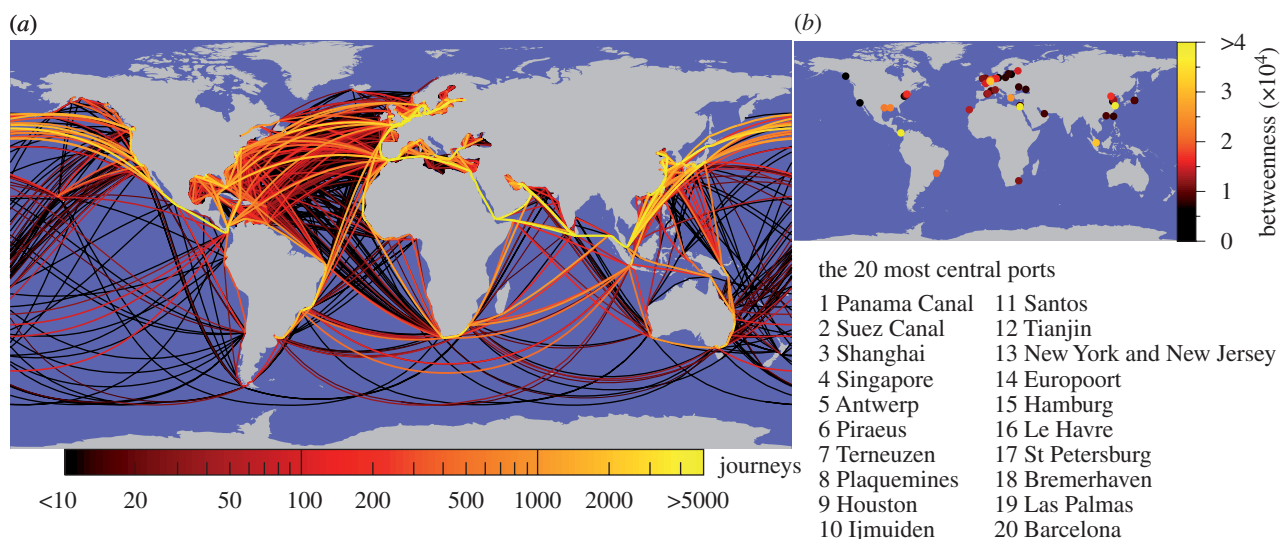 (a)
journeys
<10 20 50 100 200 500 1000 2000 >5000
(b)
>4
3
2
1
0
betweenness (×10⁴)
the 20 most central ports
1 Panama Canal
2 Suez Canal
3 Shanghai
4 Singapore
5 Antwerp
6 Piraeus
7 Terneuzen
8 Plaquemines
9 Houston
10 Ijmuiden
11 Santos
12 Tianjin
13 New York and New Jersey
14 Europoort
15 Hamburg
16 Le Havre
17 St Petersburg
18 Bremerhaven
19 Las Palmas
20 Barcelona